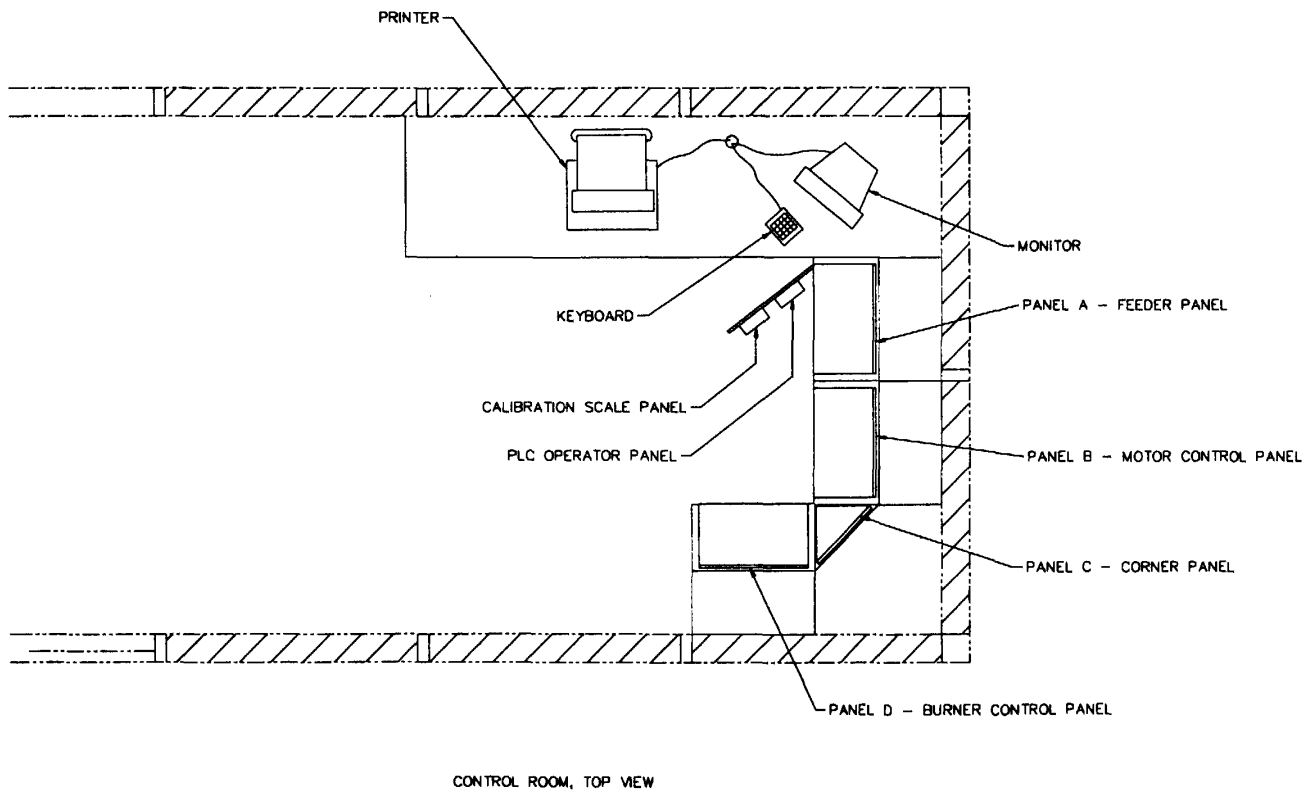 PRINTER
MONITOR
PANEL A – FEEDER PANEL
KEYBOARD
CALIBRATION SCALE PANEL
PLC OPERATOR PANEL
PANEL B – MOTOR CONTROL PANEL
PANEL C – CORNER PANEL
PANEL D – BURNER CONTROL PANEL
CONTROL ROOM, TOP VIEW